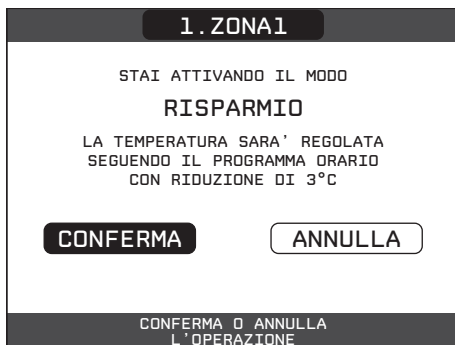 1.ZONA1
STAI ATTIVANDO IL MODO
RISPARMIO
LA TEMPERATURA SARA' REGOLATA
SEGUENDO IL PROGRAMMA ORARIO
CON RIDUZIONE DI 3°C
CONFERMA ANNULLA
CONFERMA O ANNULLA
L'OPERAZIONE